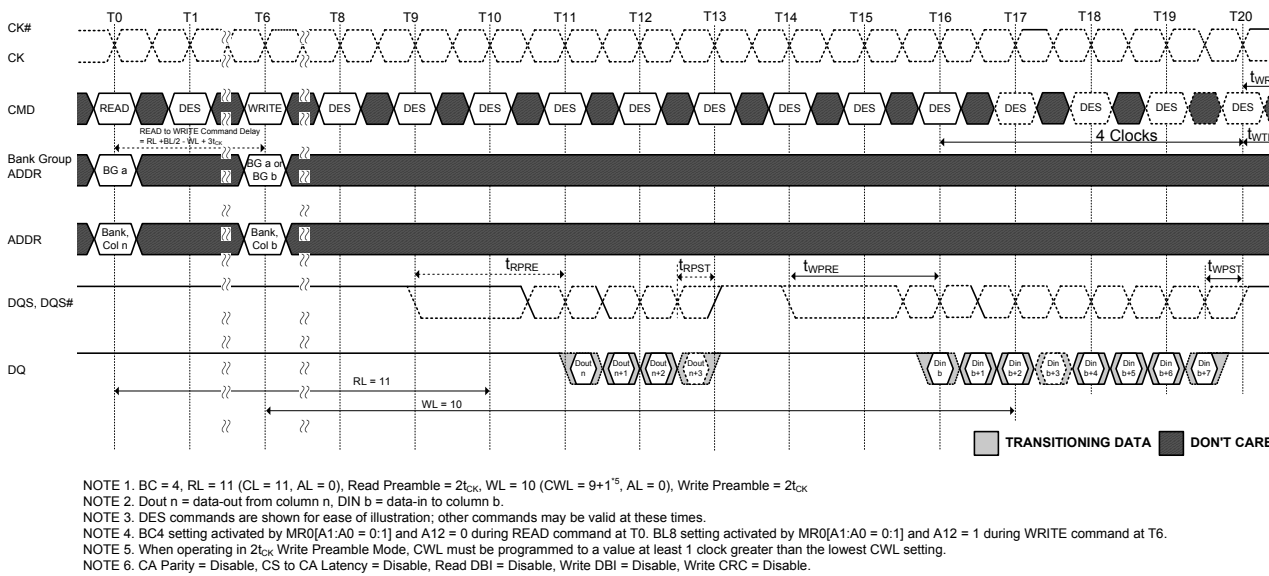 T0 T1 T6 T8 T9 T10 T11 T12 T13 T14 T15 T16 T17 T18 T19 T20
CK#
CK
CMD READ DES WRITE DES DES DES DES DES DES DES DES DES DES DES DES DES
tWR
READ to WRITE Command Delay
= RL +BL/2 - WL + 3tCK
4 Clocks
Bank Group
ADDR
BG a
BG a or
BG b
ADDR
Bank,
Col n
Bank,
Col b
tRPRE tRPST tWPRE tWPST
DQS, DQS#
DQ
Dout
n
Dout
n+1
Dout
n+2
Dout
n+3
Din
b
Din
b+1
Din
b+2
Din
b+3
Din
b+4
Din
b+5
Din
b+6
Din
b+7
RL = 11
WL = 10
TRANSITIONING DATA DON'T CARE
NOTE 1. BC = 4, RL = 11 (CL = 11, AL = 0), Read Preamble = 2tCK, WL = 10 (CWL = 9+1*5, AL = 0), Write Preamble = 2tCK
NOTE 2. Dout n = data-out from column n, DIN b = data-in to column b.
NOTE 3. DES commands are shown for ease of illustration; other commands may be valid at these times.
NOTE 4. BC4 setting activated by MR0[A1:A0 = 0:1] and A12 = 0 during READ command at T0. BL8 setting activated by MR0[A1:A0 = 0:1] and A12 = 1 during WRITE command at T6.
NOTE 5. When operating in 2tCK Write Preamble Mode, CWL must be programmed to a value at least 1 clock greater than the lowest CWL setting.
NOTE 6. CA Parity = Disable, CS to CA Latency = Disable, Read DBI = Disable, Write DBI = Disable, Write CRC = Disable.